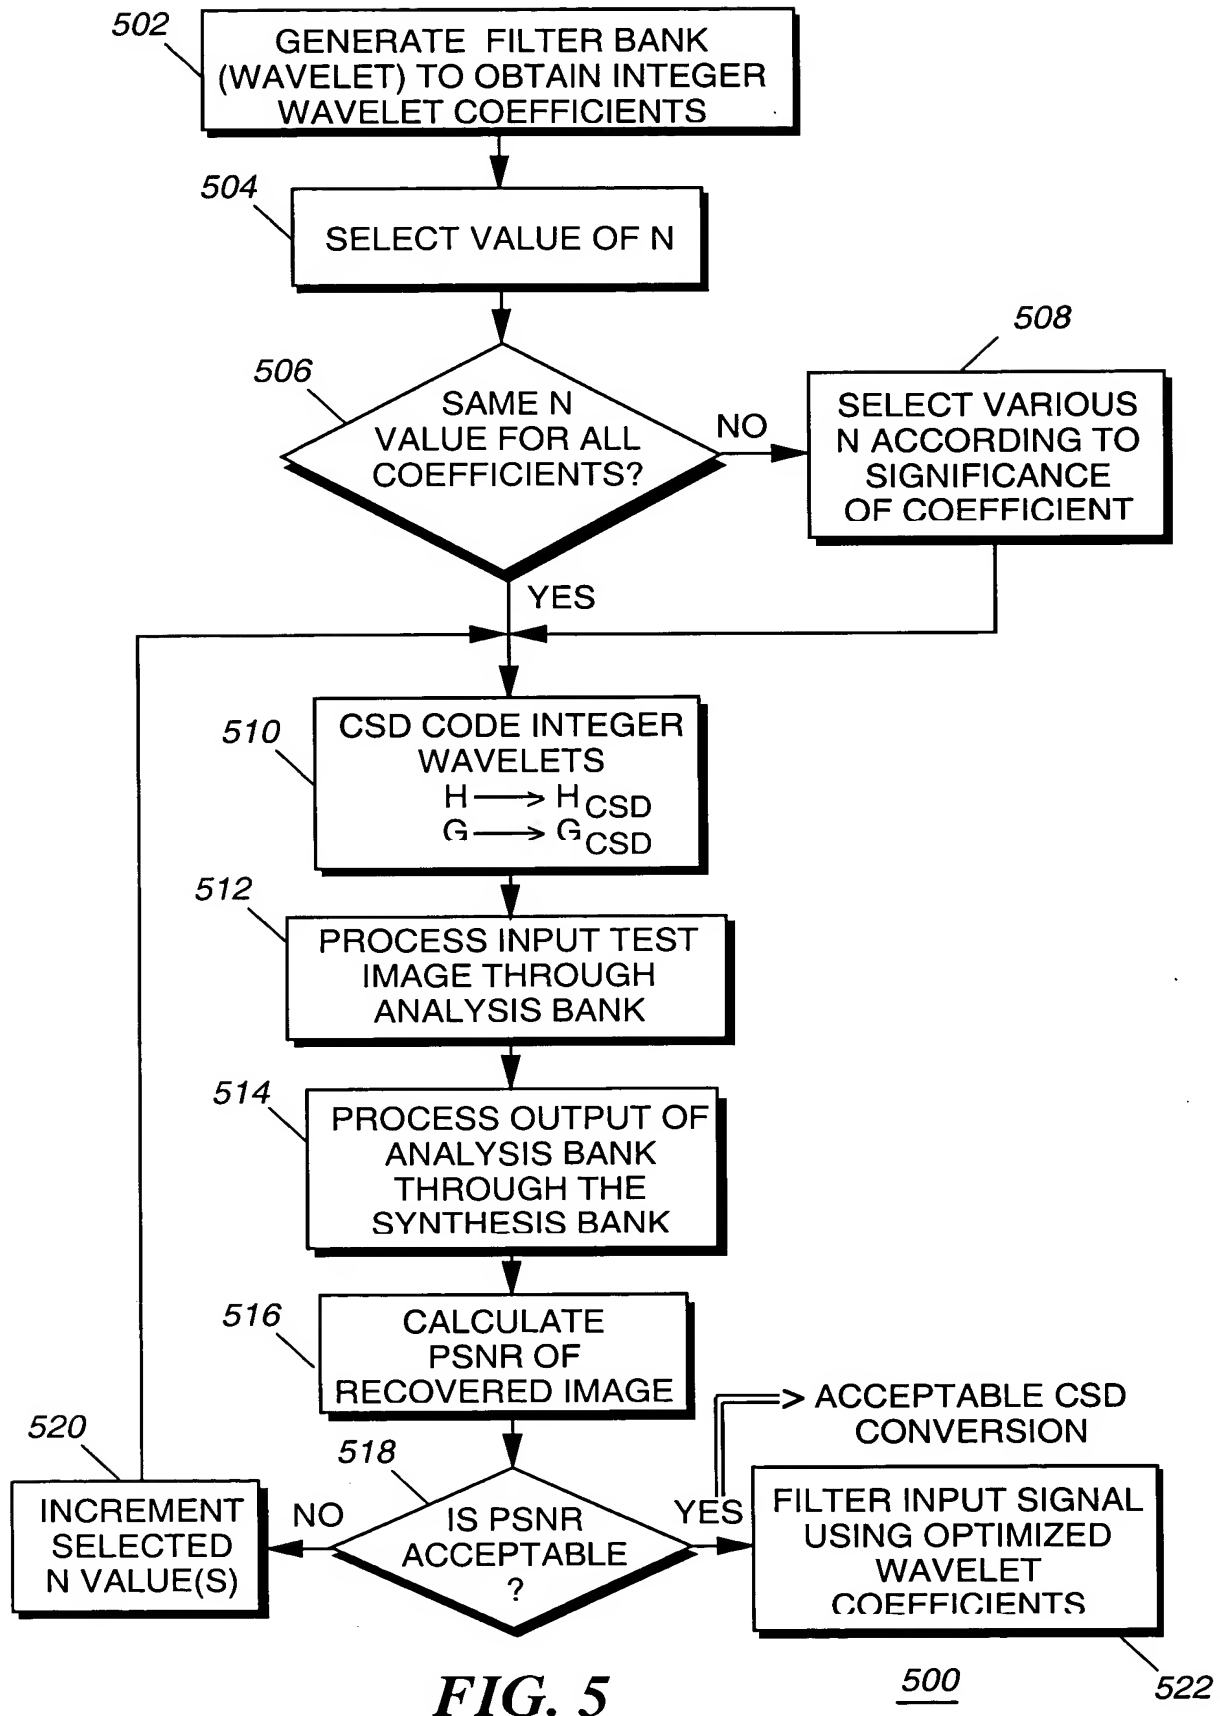 502
GENERATE FILTER BANK
(WAVELET) TO OBTAIN INTEGER
WAVELET COEFFICIENTS
504
SELECT VALUE OF N
506
SAME N
VALUE FOR ALL
COEFFICIENTS?
NO
508
SELECT VARIOUS
N ACCORDING TO
SIGNIFICANCE
OF COEFFICIENT
YES
510
CSD CODE INTEGER
WAVELETS
H → H CSD
G → G CSD
512
PROCESS INPUT TEST
IMAGE THROUGH
ANALYSIS BANK
514
PROCESS OUTPUT OF
ANALYSIS BANK
THROUGH THE
SYNTHESIS BANK
516
CALCULATE
PSNR OF
RECOVERED IMAGE
518
IS PSNR
ACCEPTABLE
?
NO
520
INCREMENT
SELECTED
N VALUE(S)
YES
ACCEPTABLE CSD
CONVERSION
FILTER INPUT SIGNAL
USING OPTIMIZED
WAVELET
COEFFICIENTS
522
500
FIG. 5